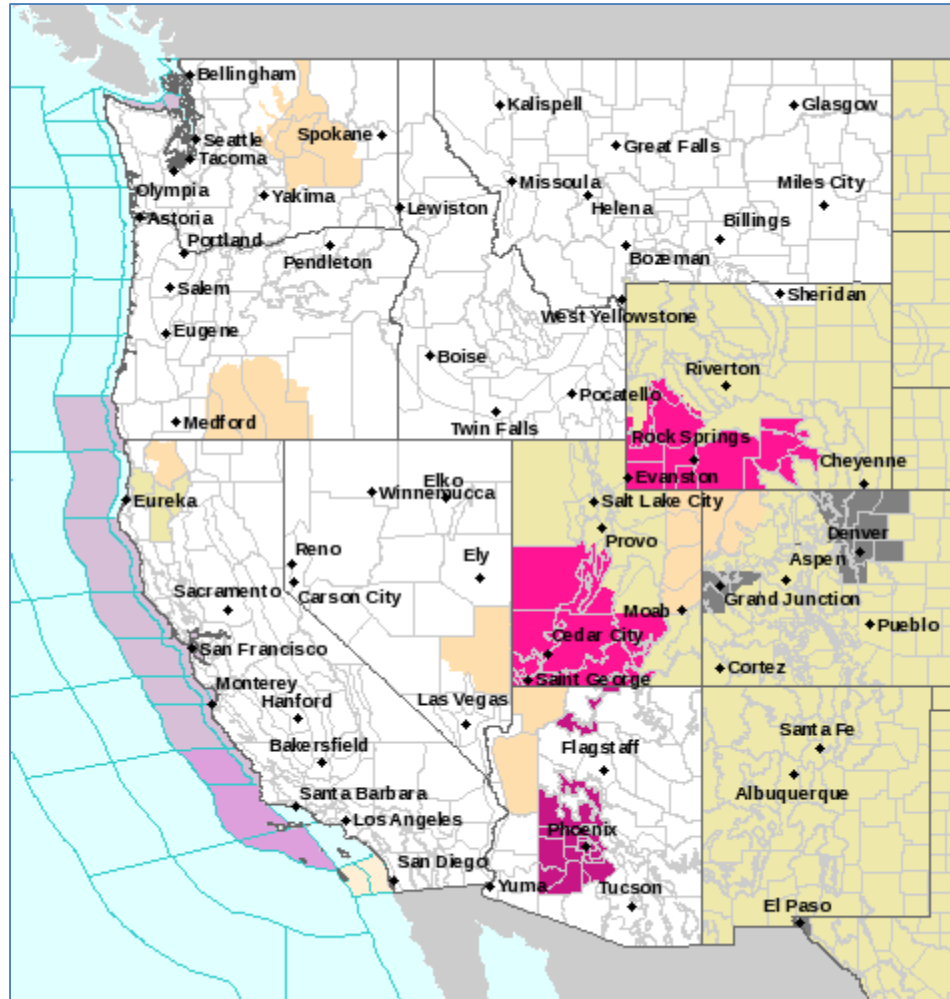 Bellingham
Kalispell
Glasgow
Spokane
Seattle
Great Falls
Tacoma
Missoula
Miles City
Olympia
Yakima
Helena
Lewiston
Astoria
Billings
Portland
Pendleton
Bozeman
Salem
Sheridan
West Yellowstone
Eugene
Boise
Riverton
Pocatello
Medford
Twin Falls
Rock Springs
Cheyenne
Evanston
Elko
Winnemucca
Eureka
Salt Lake City
Denver
Provo
Reno
Ely
Aspen
Sacramento
Carson City
Grand Junction
Moab
Pueblo
Cedar City
San Francisco
Cortez
Saint George
Monterey
Hanford
Las Vegas
Santa Fe
Flagstaff
Bakersfield
Albuquerque
Santa Barbara
Los Angeles
Phoenix
San Diego
Yuma
Tucson
El Paso